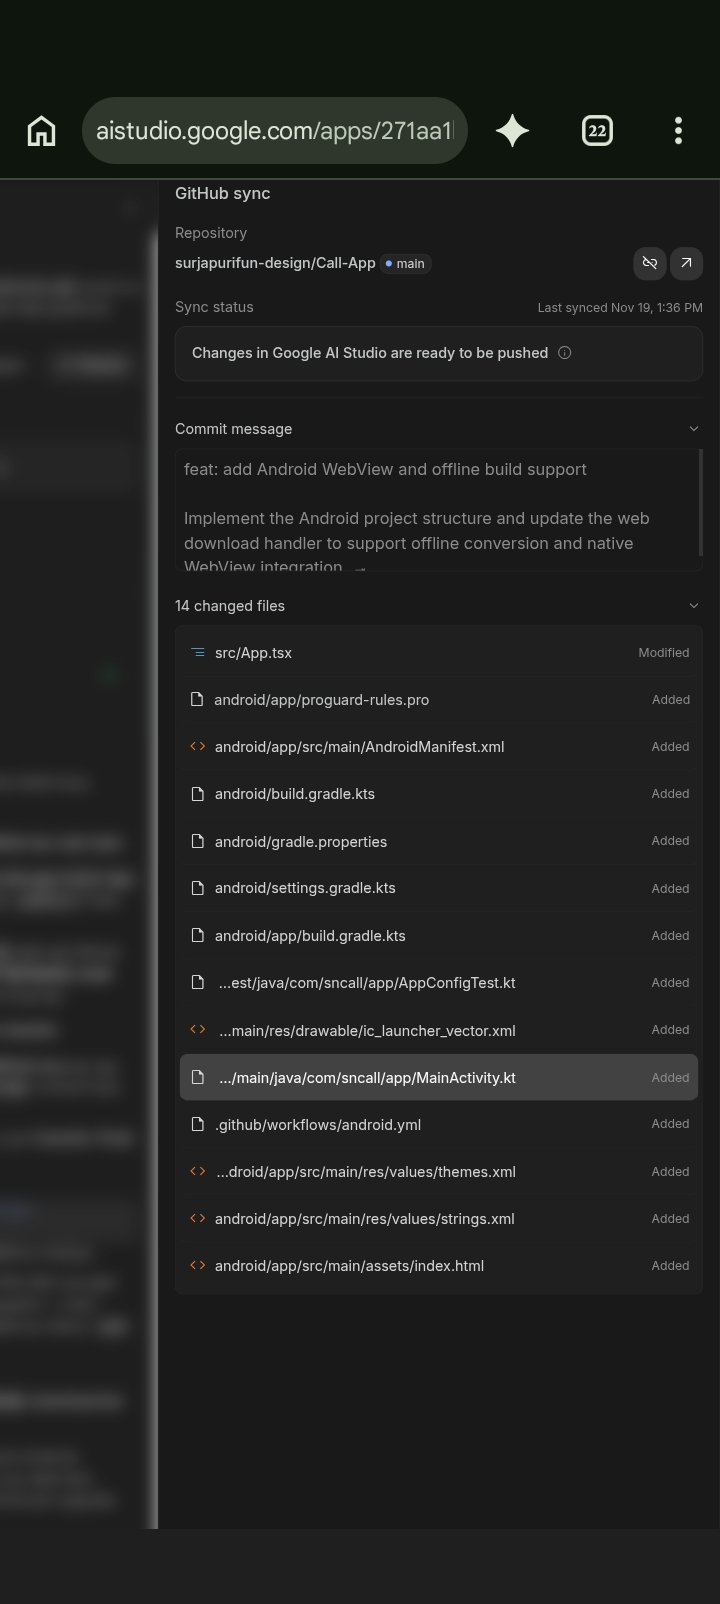 aistudio.google.com/apps/271aa1
22
GitHub sync
Repository
surjapurifun-design/Call-App main
Sync status Last synced Nov 19, 1:36 PM
Changes in Google AI Studio are ready to be pushed
Commit message
feat: add Android WebView and offline build support
Implement the Android project structure and update the web
download handler to support offline conversion and native
WebView integration.
14 changed files
src/App.tsx Modified
android/app/proguard-rules.pro Added
android/app/src/main/AndroidManifest.xml Added
android/build.gradle.kts Added
android/gradle.properties Added
android/settings.gradle.kts Added
android/app/build.gradle.kts Added
...est/java/com/sncall/app/AppConfigTest.kt Added
...main/res/drawable/ic_launcher_vector.xml Added
.../main/java/com/sncall/app/MainActivity.kt Added
.github/workflows/android.yml Added
...droid/app/src/main/res/values/themes.xml Added
android/app/src/main/res/values/strings.xml Added
android/app/src/main/assets/index.html Added